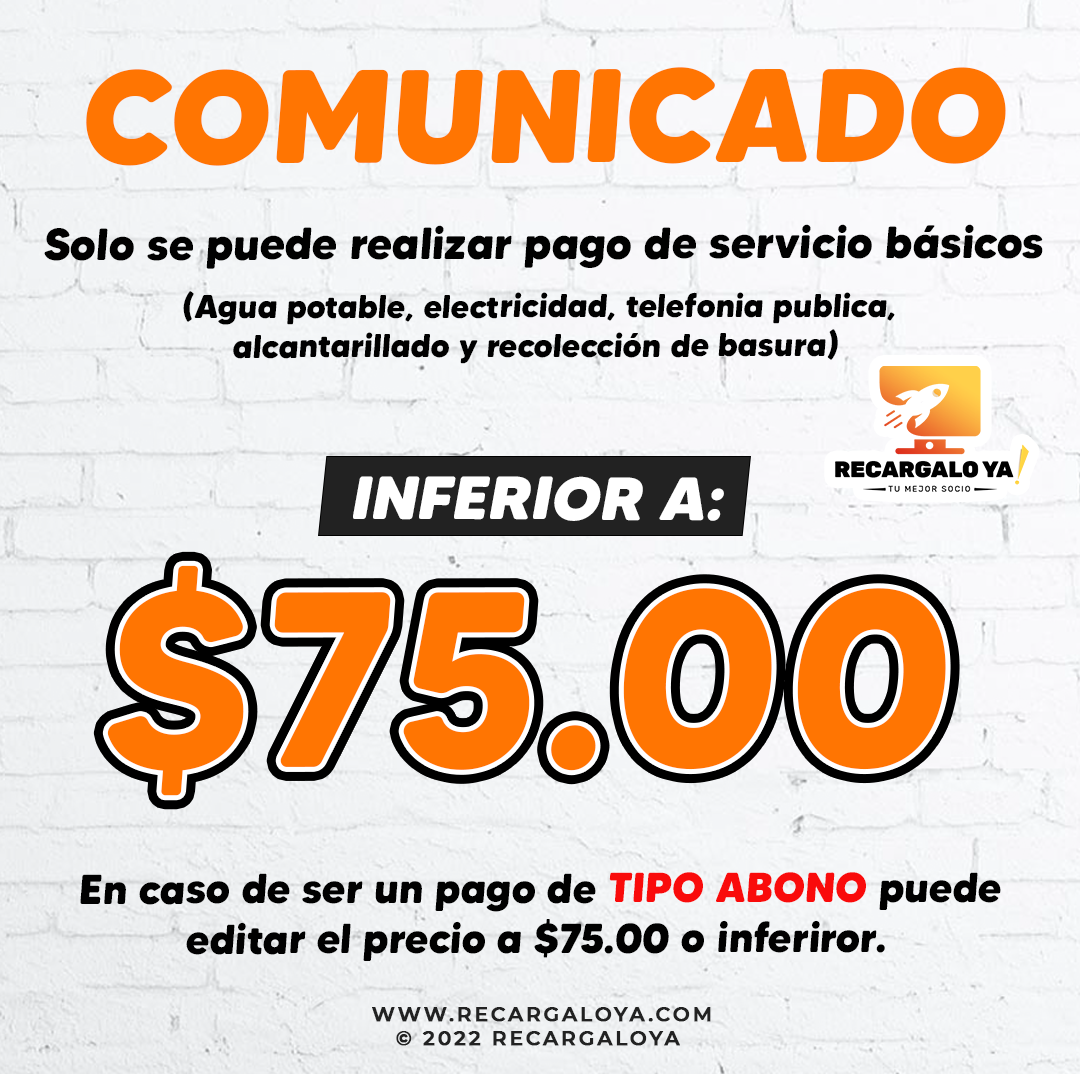 COMUNICADO
Solo se puede realizar pago de servicio básicos
(Agua potable, electricidad, telefonia publica,
alcantarillado y recolección de basura)
RECARGALO YA!
TU MEJOR SOCIO
INFERIOR A:
$75.00
En caso de ser un pago de TIPO ABONO puede
editar el precio a $75.00 o inferiror.
WWW.RECARGALOYA.COM
© 2022 RECARGALOYA